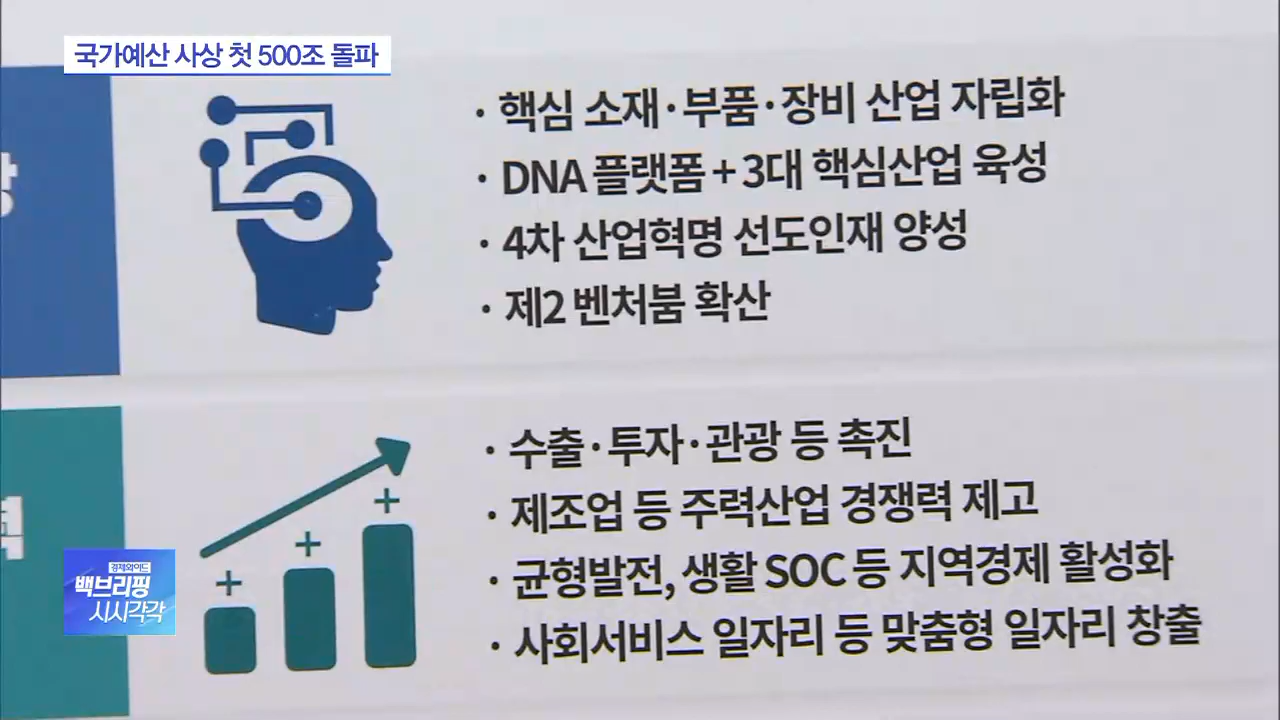 국가예산 사상 첫 500조 돌파
· 핵심 소재·부품·장비 산업 자립화
· DNA 플랫폼 + 3대 핵심산업 육성
· 4차 산업혁명 선도인재 양성
· 제2 벤처붐 확산
· 수출·투자·관광 등 촉진
· 제조업 등 주력산업 경쟁력 제고
· 균형발전, 생활 SOC 등 지역경제 활성화
· 사회서비스 일자리 등 맞춤형 일자리 창출
경제와이드
백브리핑
시시각각